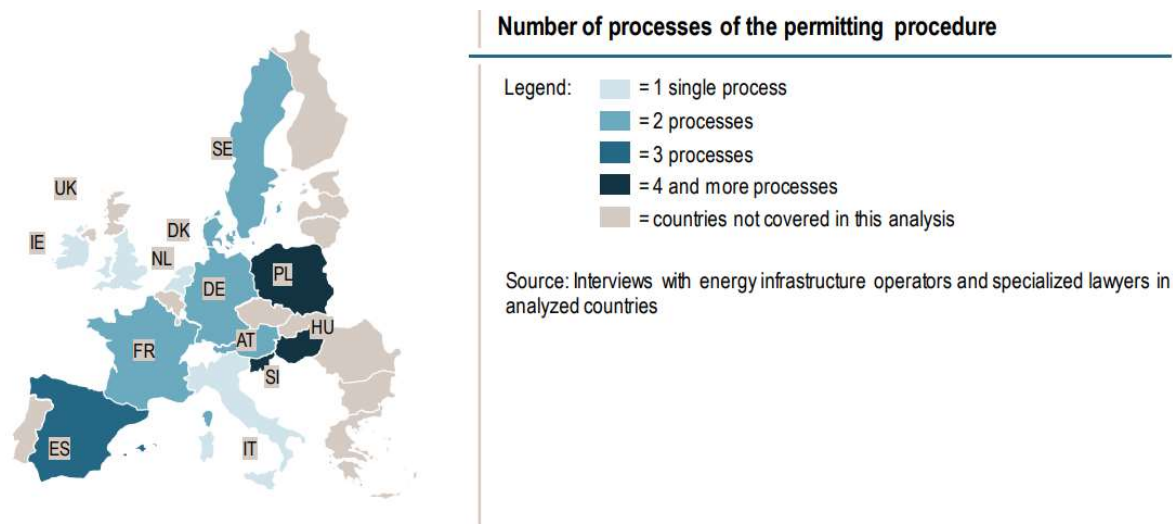 Number of processes of the permitting procedure
Legend:
= 1 single process
= 2 processes
= 3 processes
= 4 and more processes
= countries not covered in this analysis
Source: Interviews with energy infrastructure operators and specialized lawyers in
analyzed countries
SE
UK
DK
IE
NL
PL
DE
HU
AT
FR
SI
ES
IT